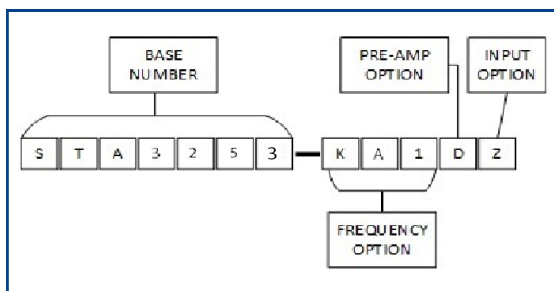 BASE
NUMBER
PRE-AMP
OPTION
INPUT
OPTION
S T A 3 2 5 3 — K A 1 D Z
FREQUENCY
OPTION